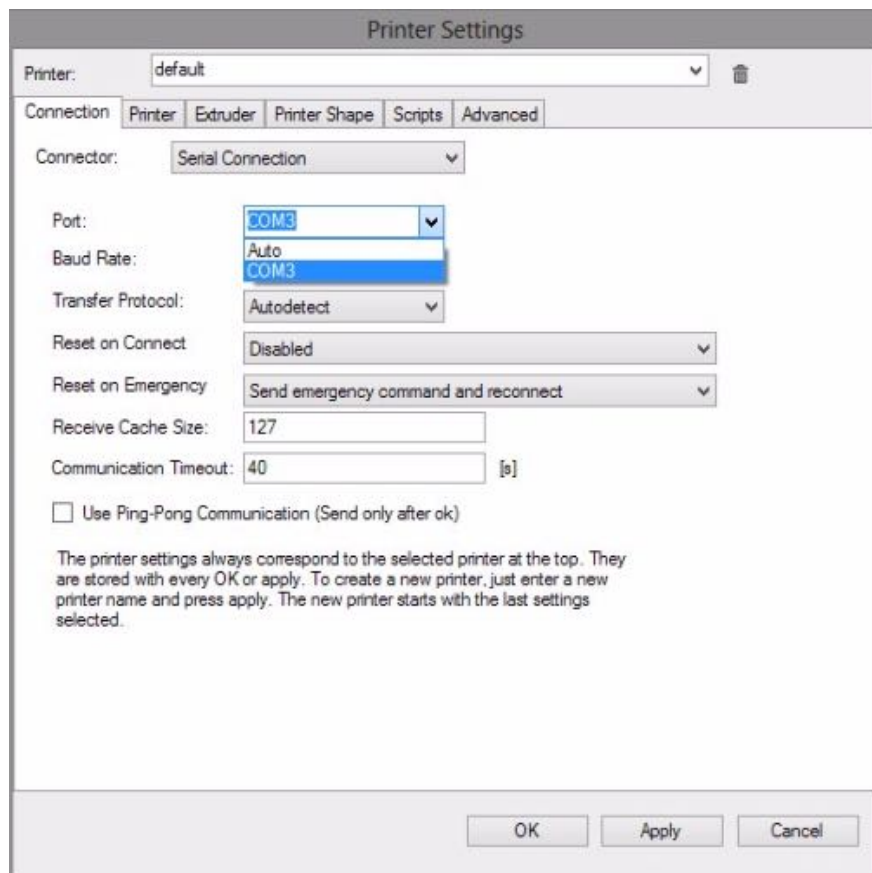 Printer Settings
Printer: default
Connection Printer Extruder Printer Shape Scripts Advanced
Connector: Serial Connection
Port: COM3
Auto
Baud Rate:
COM3
Transfer Protocol: Autodetect
Reset on Connect Disabled
Reset on Emergency Send emergency command and reconnect
Receive Cache Size: 127
Communication Timeout: 40 [s]
Use Ping-Pong Communication (Send only after ok)
The printer settings always correspond to the selected printer at the top. They
are stored with every OK or apply. To create a new printer, just enter a new
printer name and press apply. The new printer starts with the last settings
selected.
OK Apply Cancel